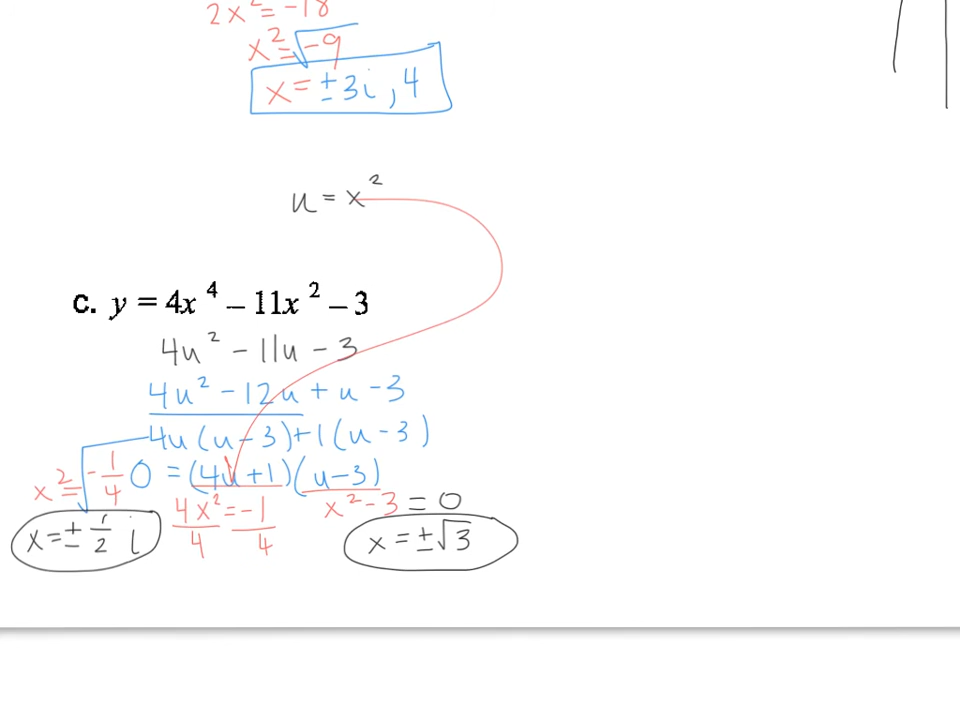 2x² = -18
x² = √-9
x = ±3i, 4
u = x²
c. y = 4x⁴ – 11x² – 3
4u² - 11u - 3
4u² - 12u + u - 3
4u(u-3)+1(u-3)
0 = (4u+1)(u-3)
x² = √-1/4
4x² = -1
4 4
x² - 3 = 0
x = ± 1/2 i
x = ±√3